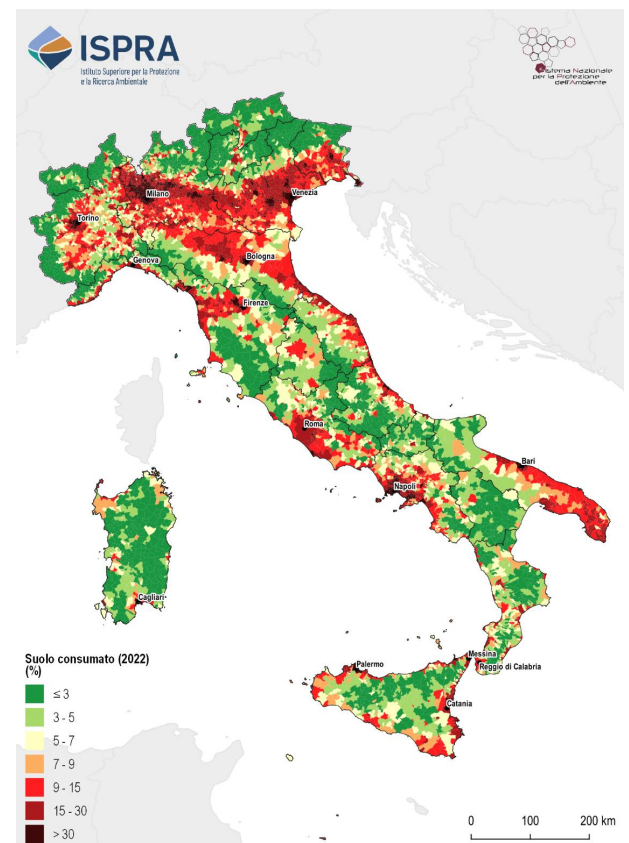 ISPRA
Istituto Superiore per la Protezione
e la Ricerca Ambientale
Sistema Nazionale
per la Protezione
dell'Ambiente
Milano
Venezia
Torino
Genova
Bologna
Firenze
Roma
Bari
Napoli
Cagliari
Messina
Reggio di Calabria
Palermo
Catania
Suolo consumato (2022)
(%)
≤ 3
3 - 5
5 - 7
7 - 9
9 - 15
15 - 30
> 30
0 100 200 km